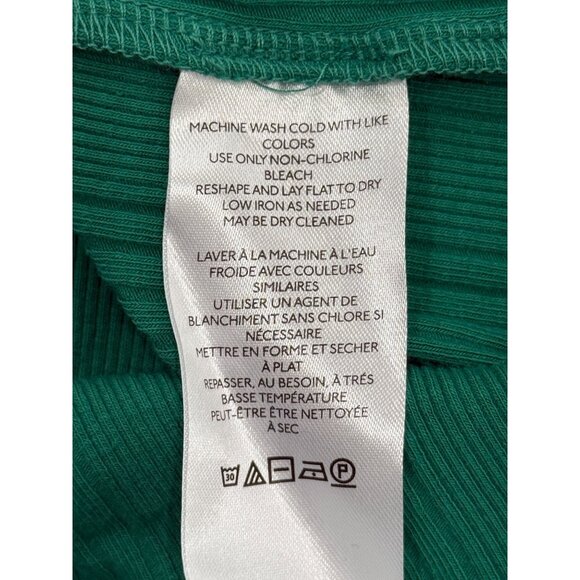 MACHINE WASH COLD WITH LIKE
COLORS
USE ONLY NON-CHLORINE
BLEACH
RESHAPE AND LAY FLAT TO DRY
LOW IRON AS NEEDED
MAY BE DRY CLEANED
LAVER À LA MACHINE À L'EAU
FROIDE AVEC COULEURS
SIMILAIRES
UTILISER UN AGENT DE
BLANCHIMENT SANS CHLORE SI
NÉCESSAIRE
METTRE EN FORME ET SECHER
À PLAT
REPASSER, AU BESOIN, À TRÉS
BASSE TEMPÉRATURE
PEUT-ÊTRE ÊTRE NETTOYÉE
À SEC
30 P